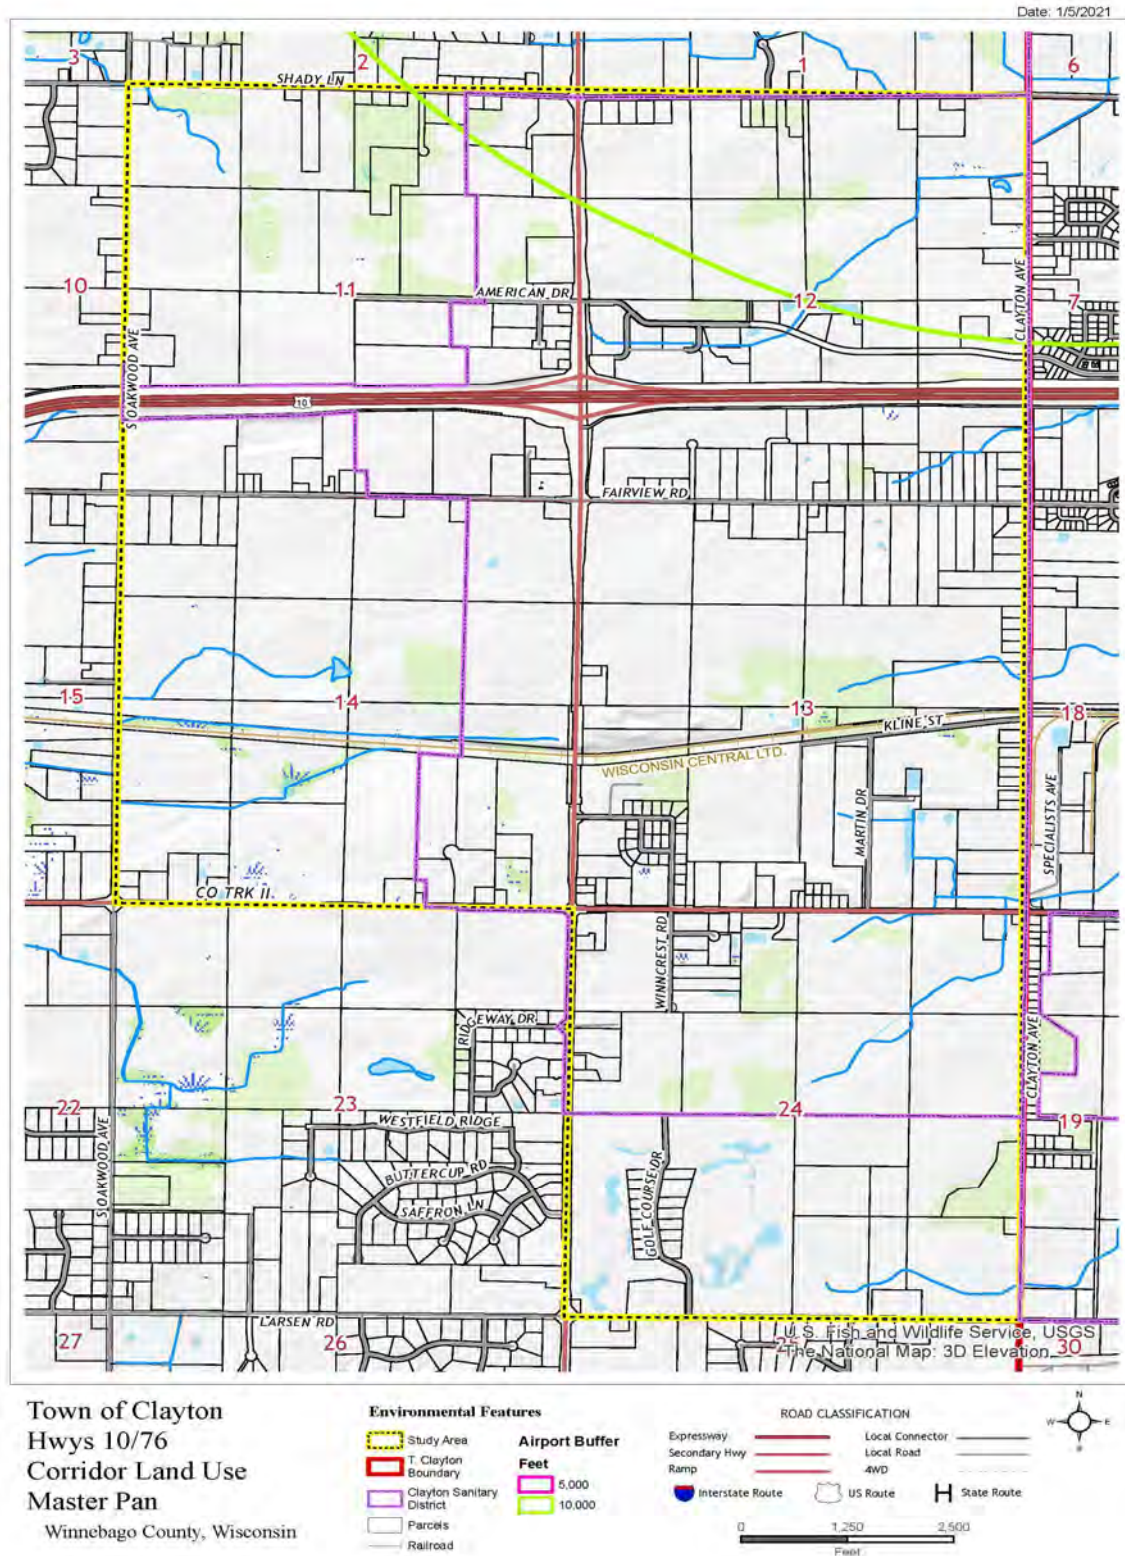 Date: 1/5/2021
3
2
1
6
SHADY LN
10
11
AMERICAN DR
12
CLAYTON AVE
7
S OAKWOOD AVE
10
FAIRVIEW RD
15
14
13
18
KLINE ST
WISCONSIN CENTRAL LTD.
MARTIN DR
SPECIALISTS AVE
CO TRK II
WINNCREST RD
RIDGEWAY DR
CLAYTON AVE
22
23
24
19
WESTFIELD RIDGE
S OAKWOOD AVE
BUTTERCUP RD
SAFFRON LN
GOLF COURSE DR
LARSEN RD
27
26
25
30
U.S. Fish and Wildlife Service, USGS
The National Map: 3D Elevation
Town of Clayton
Hwys 10/76
Corridor Land Use
Master Pan
Winnebago County, Wisconsin
Environmental Features
Study Area
T. Clayton
Boundary
Clayton Sanitary
District
Parcels
Railroad
Airport Buffer
Feet
5,000
10,000
ROAD CLASSIFICATION
Expressway
Local Connector
Secondary Hwy
Local Road
Ramp
4WD
Interstate Route
US Route
State Route
0 1,250 2,500
Feet
N
W E
S